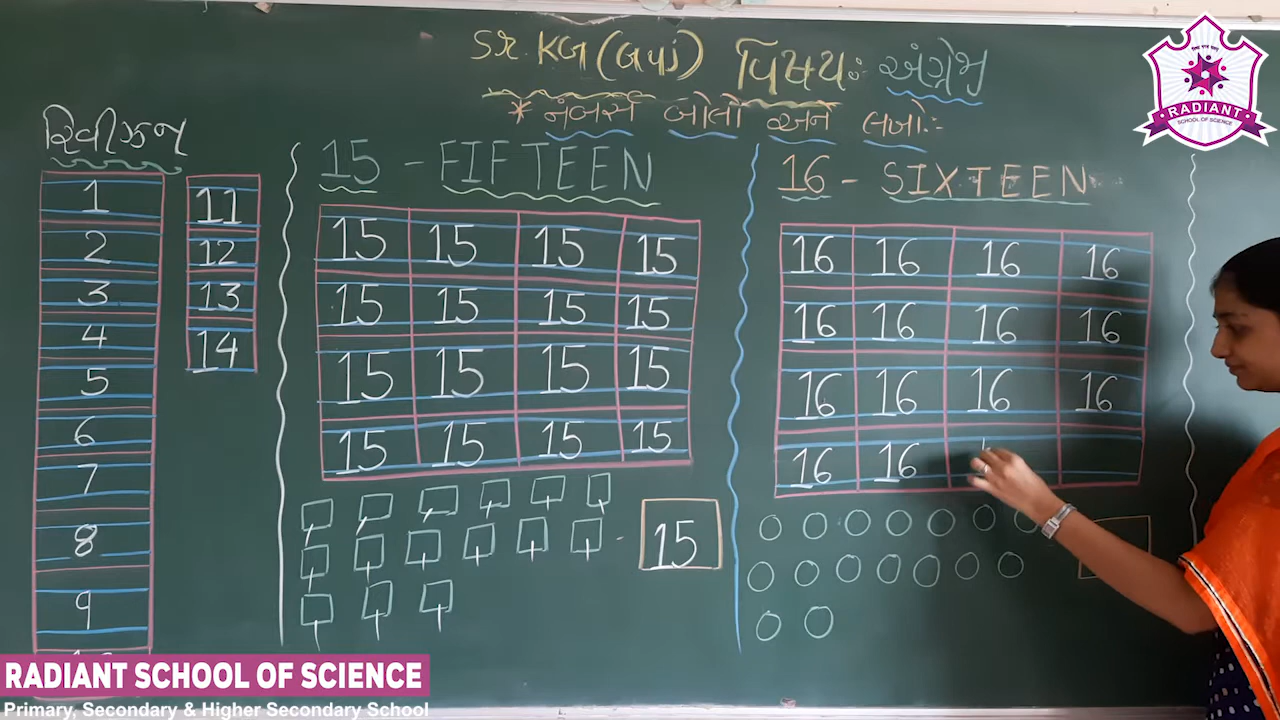 Sr. KG (Guj) વિષય: અંગ્રેજી
* નંબર્સ બોલો અને લખો:-
રિવીઝન
1
2
3
4
5
6
7
8
9
11
12
13
14
15 - FIFTEEN
15 15 15 15
15 15 15 15
15 15 15 15
15 15 15 15
15
16 - SIXTEEN
16 16 16 16
16 16 16 16
16 16 16 16
16 16
RADIANT
SCHOOL OF SCIENCE
RADIANT SCHOOL OF SCIENCE
Primary, Secondary & Higher Secondary School